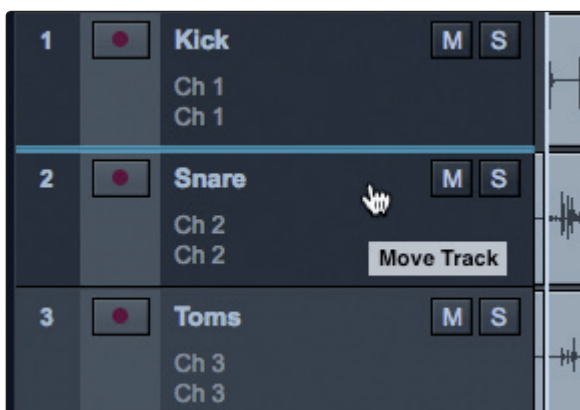 1 Kick M S
Ch 1
Ch 1
2 Snare M S
Ch 2
Ch 2
Move Track
3 Toms M S
Ch 3
Ch 3